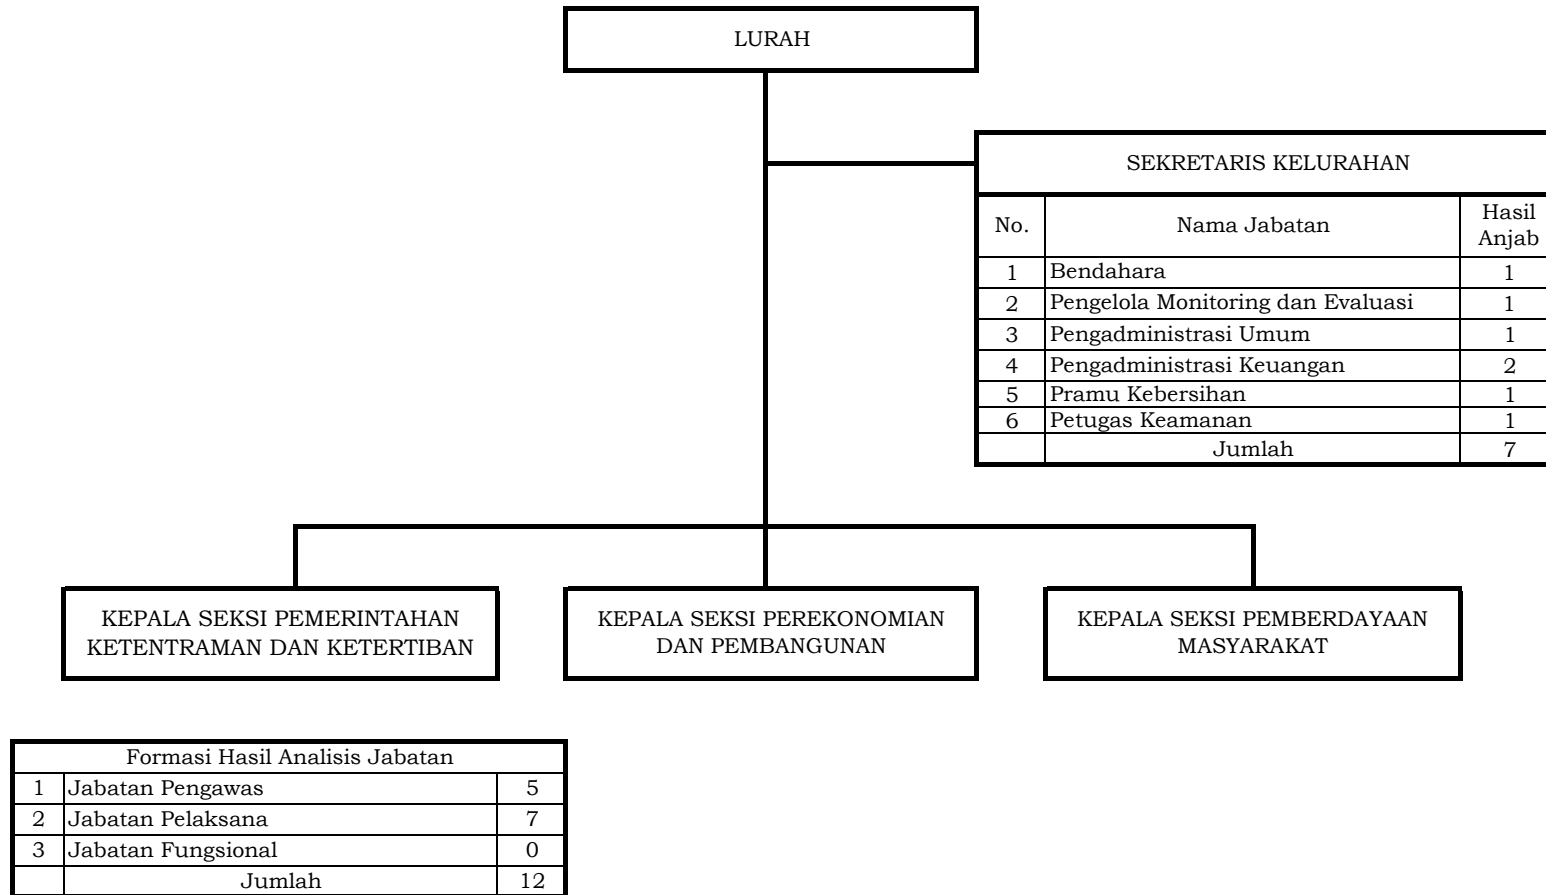 LURAH
SEKRETARIS KELURAHAN
No. Nama Jabatan Hasil Anjab
1 Bendahara 1
2 Pengelola Monitoring dan Evaluasi 1
3 Pengadministrasi Umum 1
4 Pengadministrasi Keuangan 2
5 Pramu Kebersihan 1
6 Petugas Keamanan 1
Jumlah 7
KEPALA SEKSI PEMERINTAHAN
KETENTRAMAN DAN KETERTIBAN
KEPALA SEKSI PEREKONOMIAN
DAN PEMBANGUNAN
KEPALA SEKSI PEMBERDAYAAN
MASYARAKAT
Formasi Hasil Analisis Jabatan
1 Jabatan Pengawas 5
2 Jabatan Pelaksana 7
3 Jabatan Fungsional 0
Jumlah 12